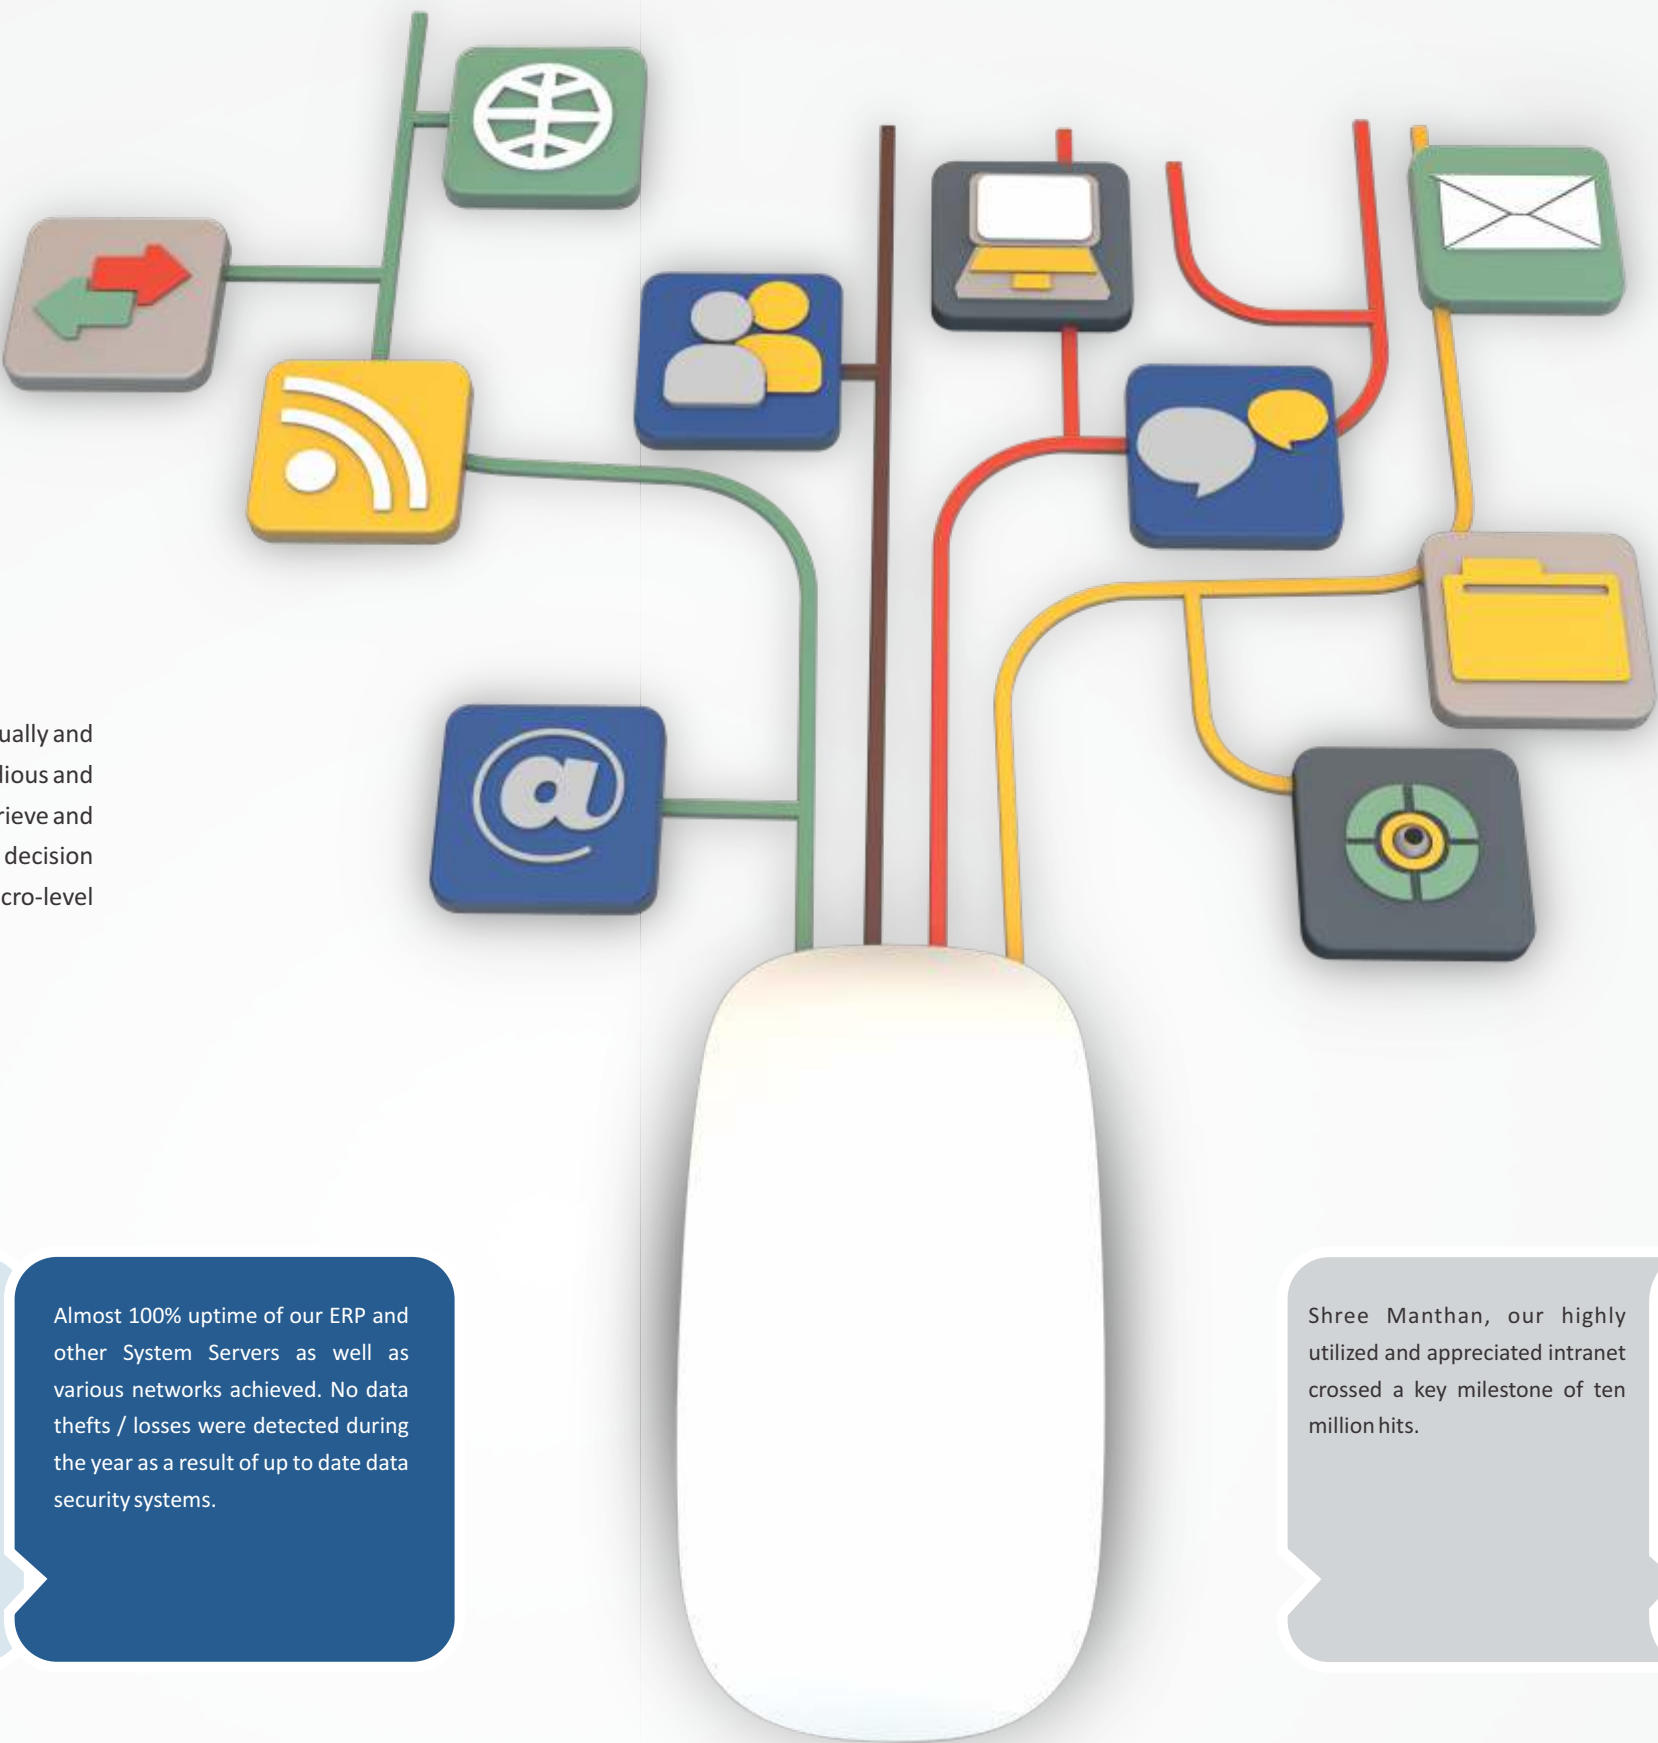 and
and
rieve and
decision
cro-level
@
Almost 100% uptime of our ERP and
other System Servers as well as
various networks achieved. No data
thefts / losses were detected during
the year as a result of up to date data
security systems.
Shree Manthan, our highly
utilized and appreciated intranet
crossed a key milestone of ten
million hits.